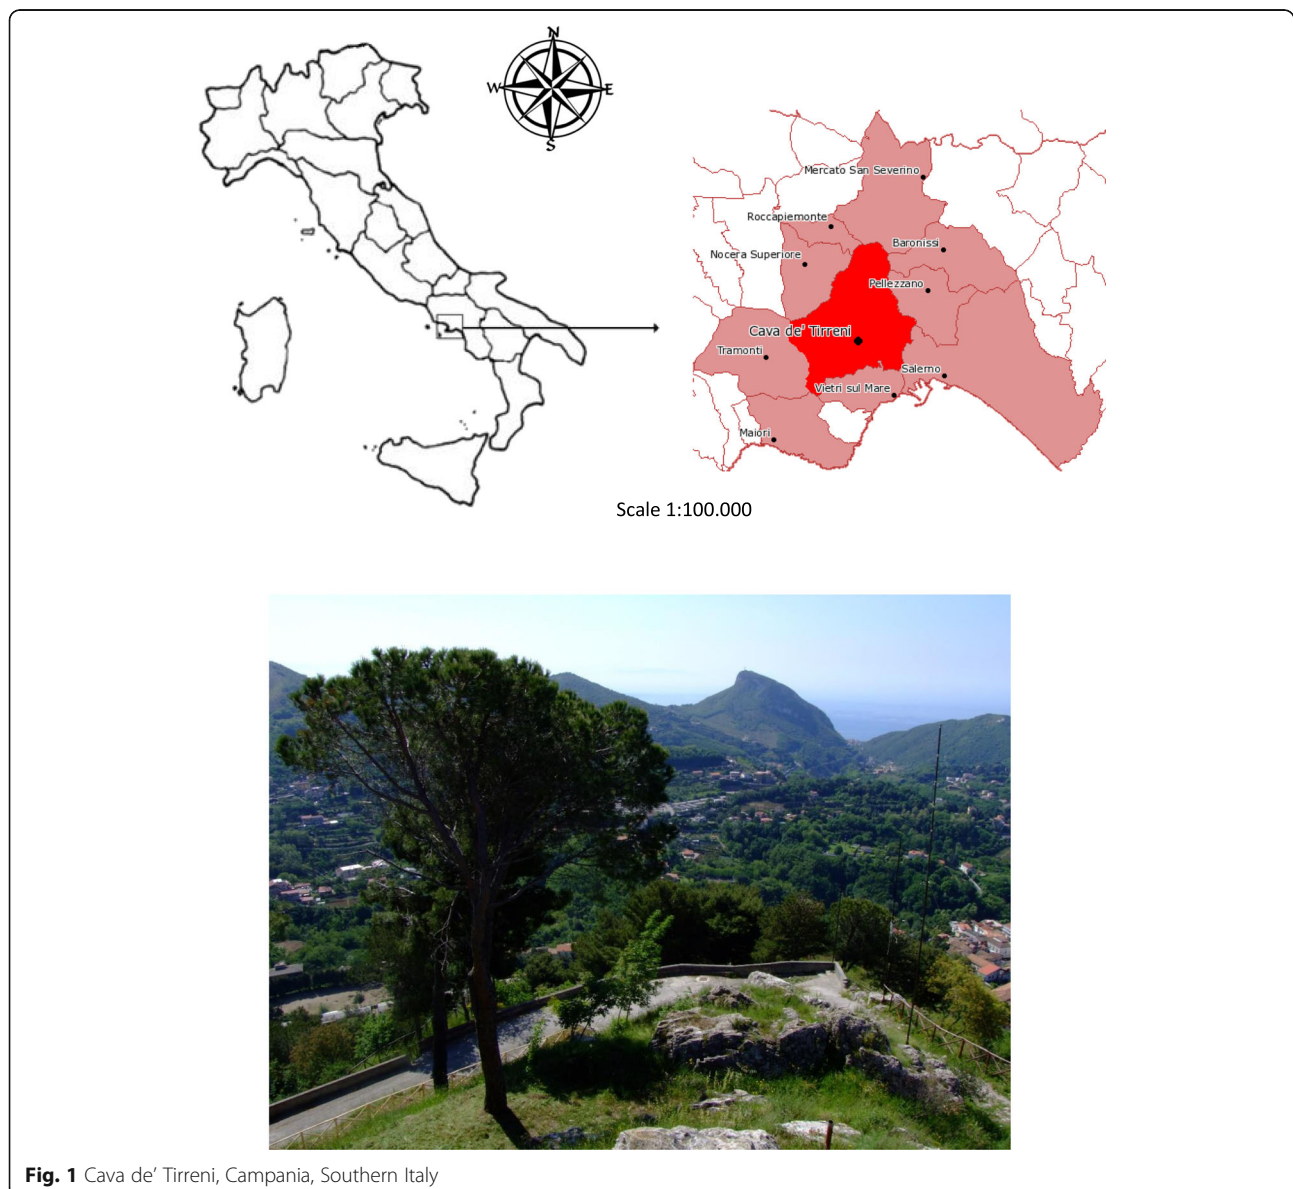 N
W E
S
Mercato San Severino
Roccapiemonte
Baronissi
Nocera Superiore
Pellezzano
Cava de' Tirreni
Tramonti
Salerno
Vietri sul Mare
Maiori
Scale 1:100.000
Fig. 1 Cava de’ Tirreni, Campania, Southern Italy